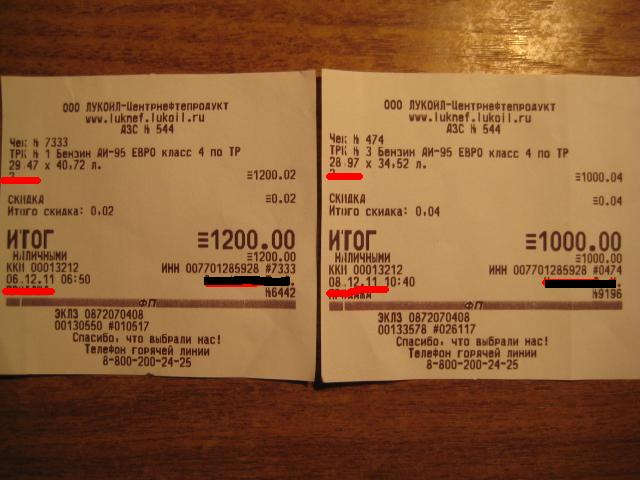 ООО ЛУКОЙЛ-Центрнефтепродукт
www.luknef.lukoil.ru
АЗС № 544
Чек № 7333
ТРК № 1 Бензин АИ-95 ЕВРО класс 4 по ТР
29.47 x 40,72 л.
≡1200.02
СКИДКА ≡0.02
Итого скидка: 0,02
ИТОГ ≡1200.00
НАЛИЧНЫМИ ≡1200.00
ККМ 00013212 ИНН 007701285928 #7333
06.12.11 06:50
№6442
ФП
ЭКЛЗ 0872070408
00130550 #010517
Спасибо, что выбрали нас!
Телефон горячей линии
8-800-200-24-25
ООО ЛУКОЙЛ-Центрнефтепродукт
www.luknef.lukoil.ru
АЗС № 544
Чек № 474
ТРК № 3 Бензин АИ-95 ЕВРО класс 4 по ТР
28.97 x 34,52 л.
≡1000.04
СКИДКА ≡0.04
Итого скидка: 0,04
ИТОГ ≡1000.00
НАЛИЧНЫМИ ≡1000.00
ККМ 00013212 ИНН 007701285928 #0474
08.12.11 10:40
№9196
ФП
ЭКЛЗ 0872070408
00133578 #026117
Спасибо, что выбрали нас!
Телефон горячей линии
8-800-200-24-25